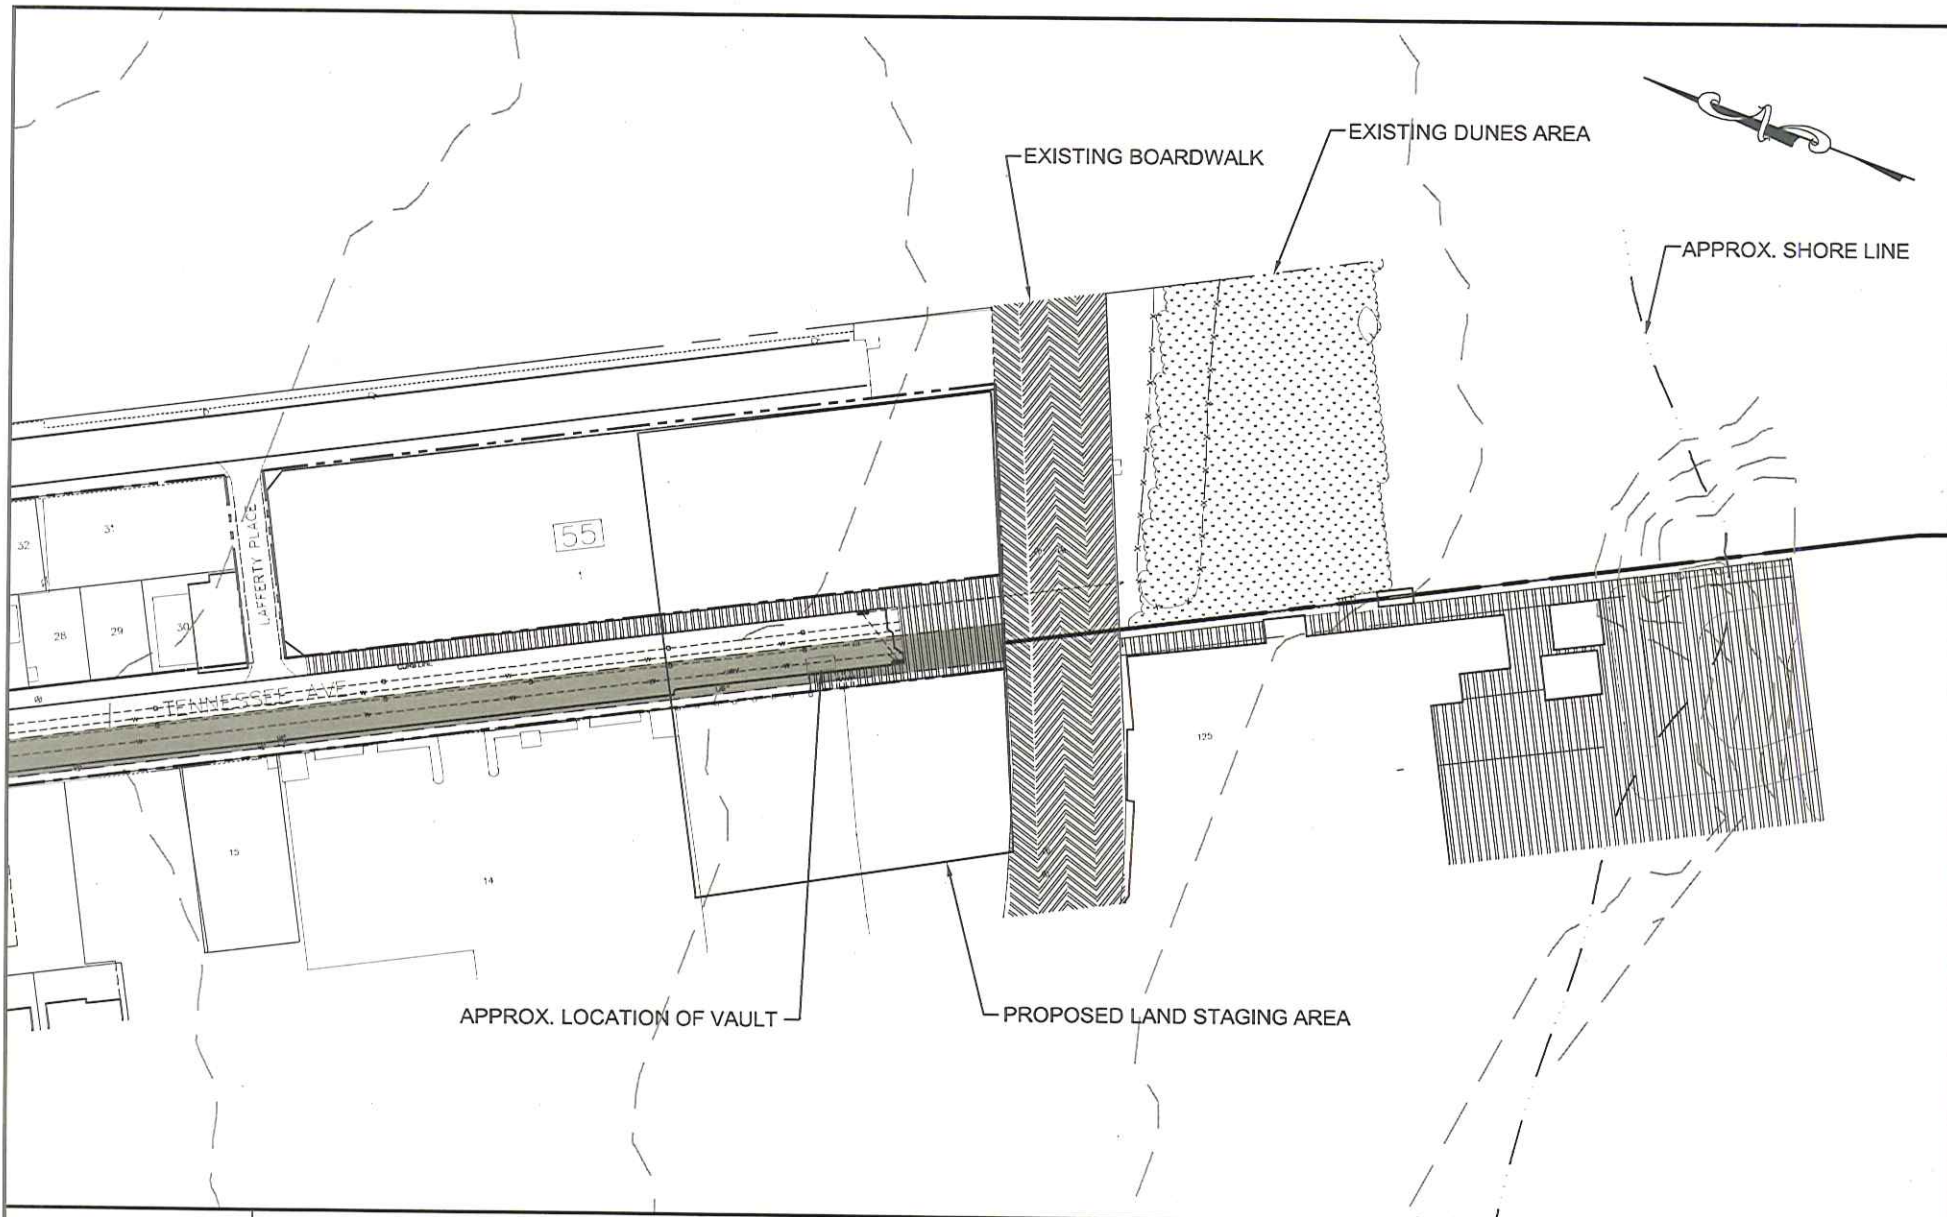 EXISTING DUNES AREA
EXISTING BOARDWALK
APPROX. SHORE LINE
55
1
31
32
28
29
30
LAFFERTY PLACE
TENNESSEE AVE
125
15
14
APPROX. LOCATION OF VAULT
PROPOSED LAND STAGING AREA